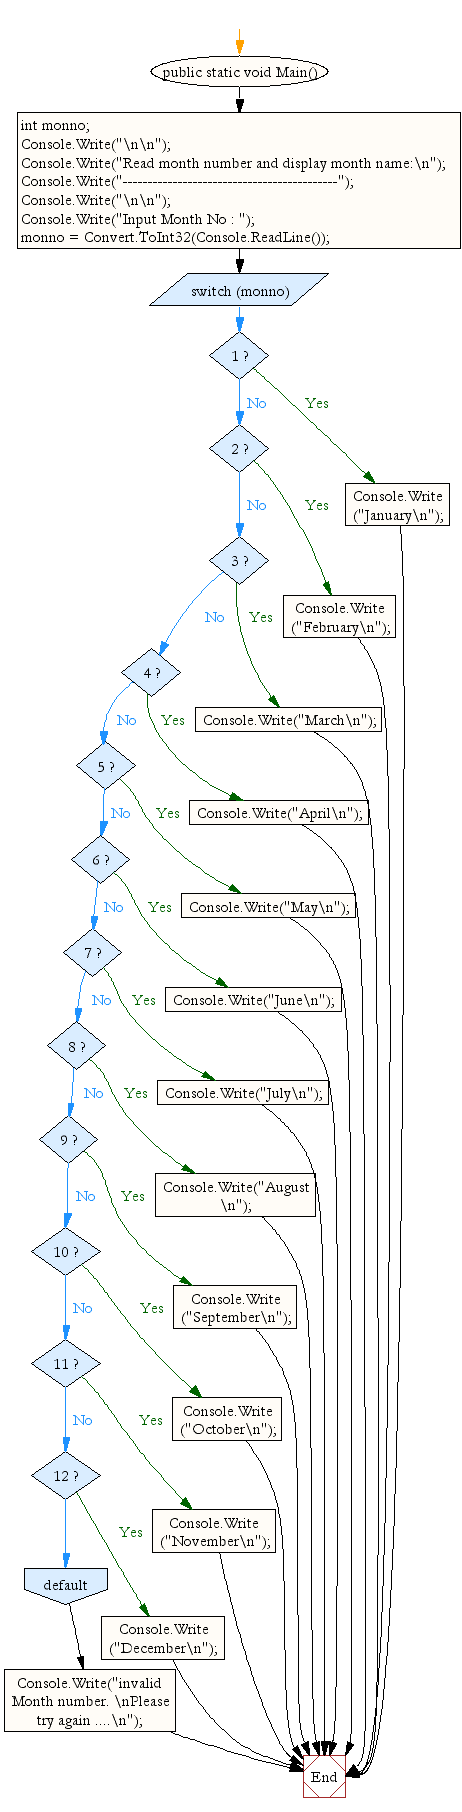 public static void Main()
int monno;
Console.Write("\n\n");
Console.Write("Read month number and display month name:\n");
Console.Write("-------------------------------------------");
Console.Write("\n\n");
Console.Write("Input Month No : ");
monno = Convert.ToInt32(Console.ReadLine());
switch (monno)
1 ?
No
Yes
2 ?
Console.Write
("January\n");
No
Yes
3 ?
Console.Write
("February\n");
No
Yes
4 ?
Console.Write("March\n");
No
Yes
5 ?
Console.Write("April\n");
No
Yes
6 ?
Console.Write("May\n");
No
Yes
7 ?
Console.Write("June\n");
No
Yes
8 ?
Console.Write("July\n");
No
Yes
9 ?
Console.Write("August
\n");
No
Yes
10 ?
Console.Write
("September\n");
No
Yes
11 ?
Console.Write
("October\n");
No
Yes
12 ?
Console.Write
("November\n");
Yes
default
Console.Write
("December\n");
Console.Write("invalid
Month number. \nPlease
try again ....\n");
End